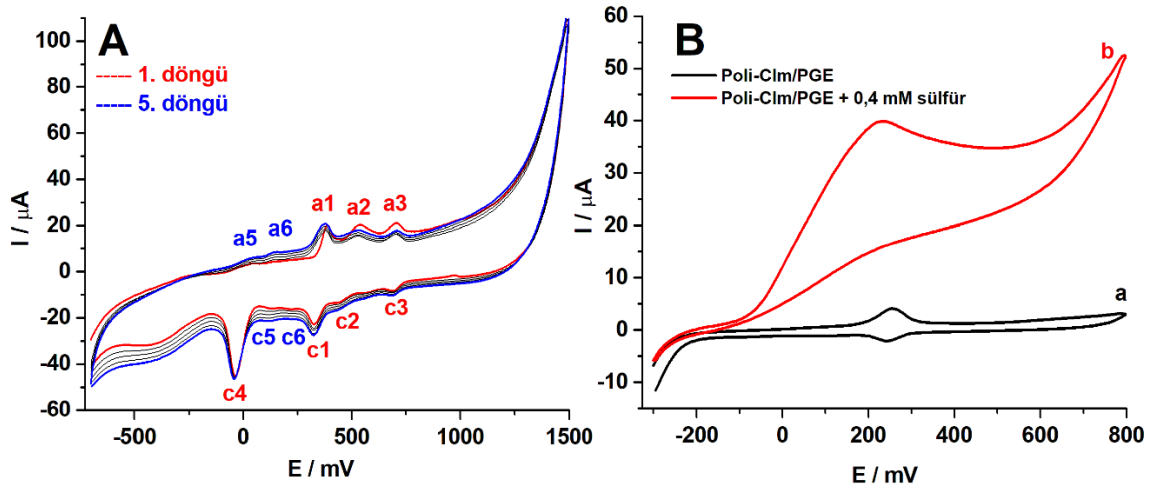 A
1. döngü
5. döngü
a1
a2
a3
a5
a6
c1
c2
c3
c4
c5
c6
100
80
60
40
20
0
-20
-40
-60
-500
0
500
1000
1500
I / µA
E / mV
B
Poli-Clm/PGE
Poli-Clm/PGE + 0,4 mM sülfür
b
a
60
50
40
30
20
10
0
-10
-200
0
200
400
600
800
I / µA
E / mV